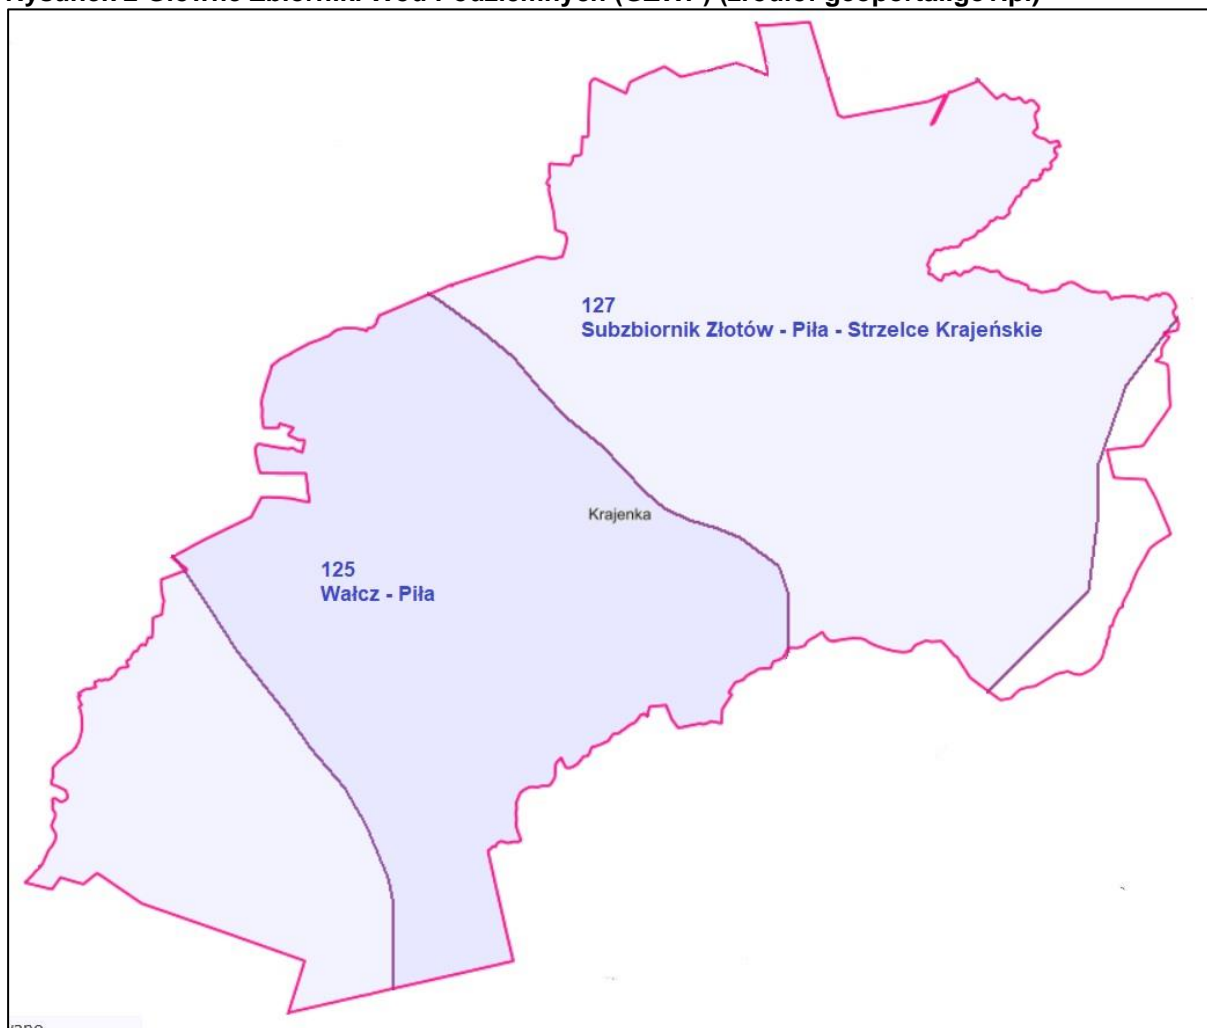 127
Subzbiornik Złotów - Piła - Strzelce Krajeńskie
Krajenka
125
Wałcz - Piła